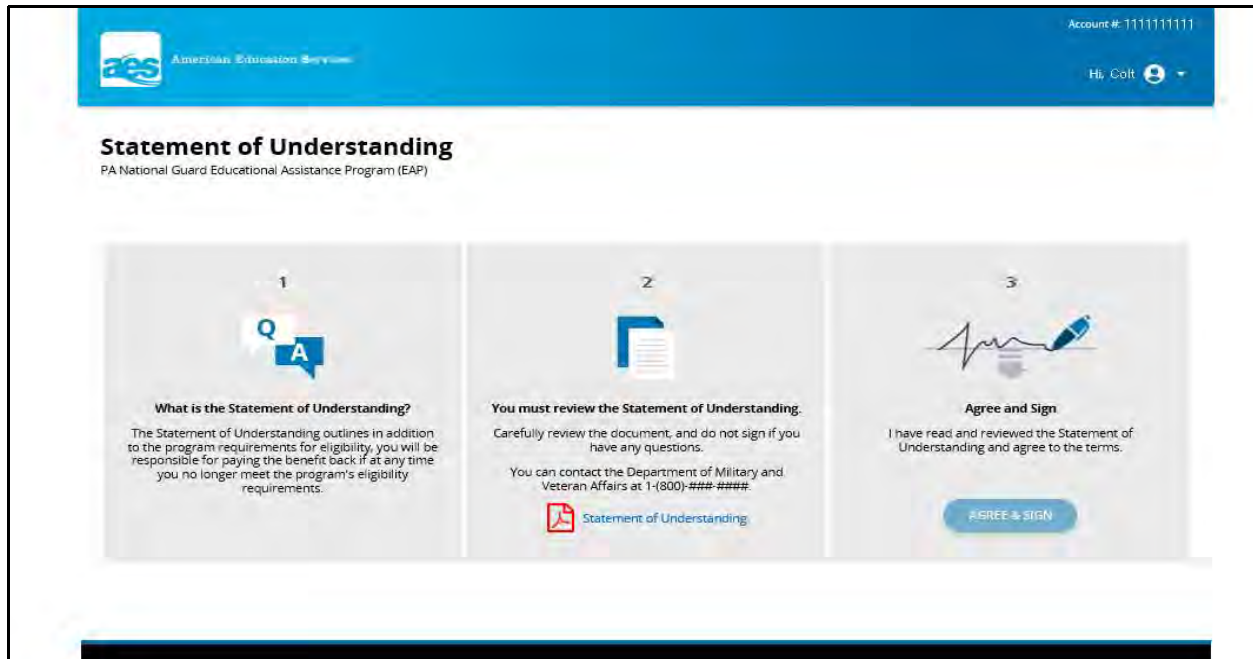 Account #: 1111111111
aes
American Education Services
Hi, Colt
Statement of Understanding
PA National Guard Educational Assistance Program (EAP)
1
Q
A
What is the Statement of Understanding?
The Statement of Understanding outlines in addition
to the program requirements for eligibility, you will be
responsible for paying the benefit back if at any time
you no longer meet the program's eligibility
requirements.
2
You must review the Statement of Understanding.
Carefully review the document, and do not sign if you
have any questions.
You can contact the Department of Military and
Veteran Affairs at 1-(800)-###-####.
Statement of Understanding
3
Agree and Sign
I have read and reviewed the Statement of
Understanding and agree to the terms.
AGREE & SIGN